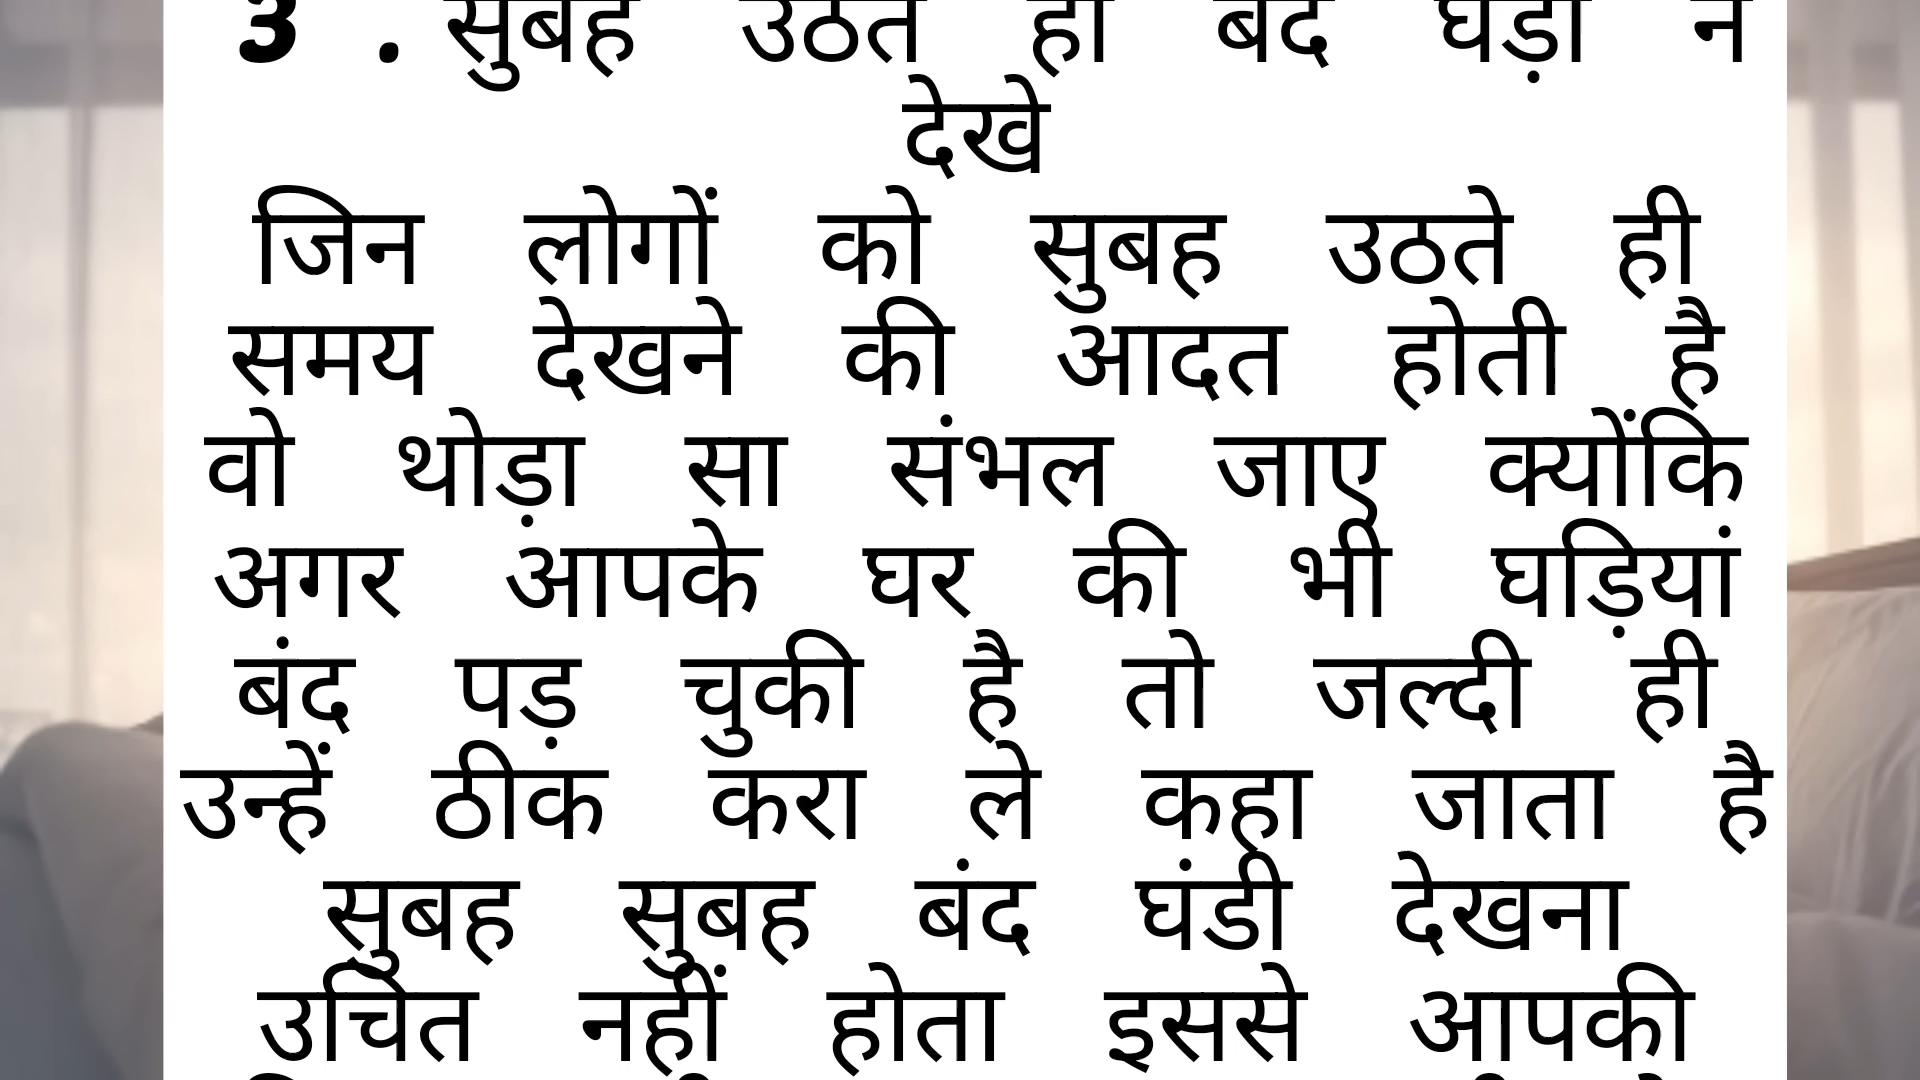 3 . सुबह उठते ही बंद घड़ी न
देखे
जिन लोगों को सुबह उठते ही
समय देखने की आदत होती है
वो थोड़ा सा संभल जाए क्योंकि
अगर आपके घर की भी घड़ियां
बंद पड़ चुकी है तो जल्दी ही
उन्हें ठीक करा ले कहा जाता है
सुबह सुबह बंद घंडी देखना
उचित नहीं होता इससे आपकी